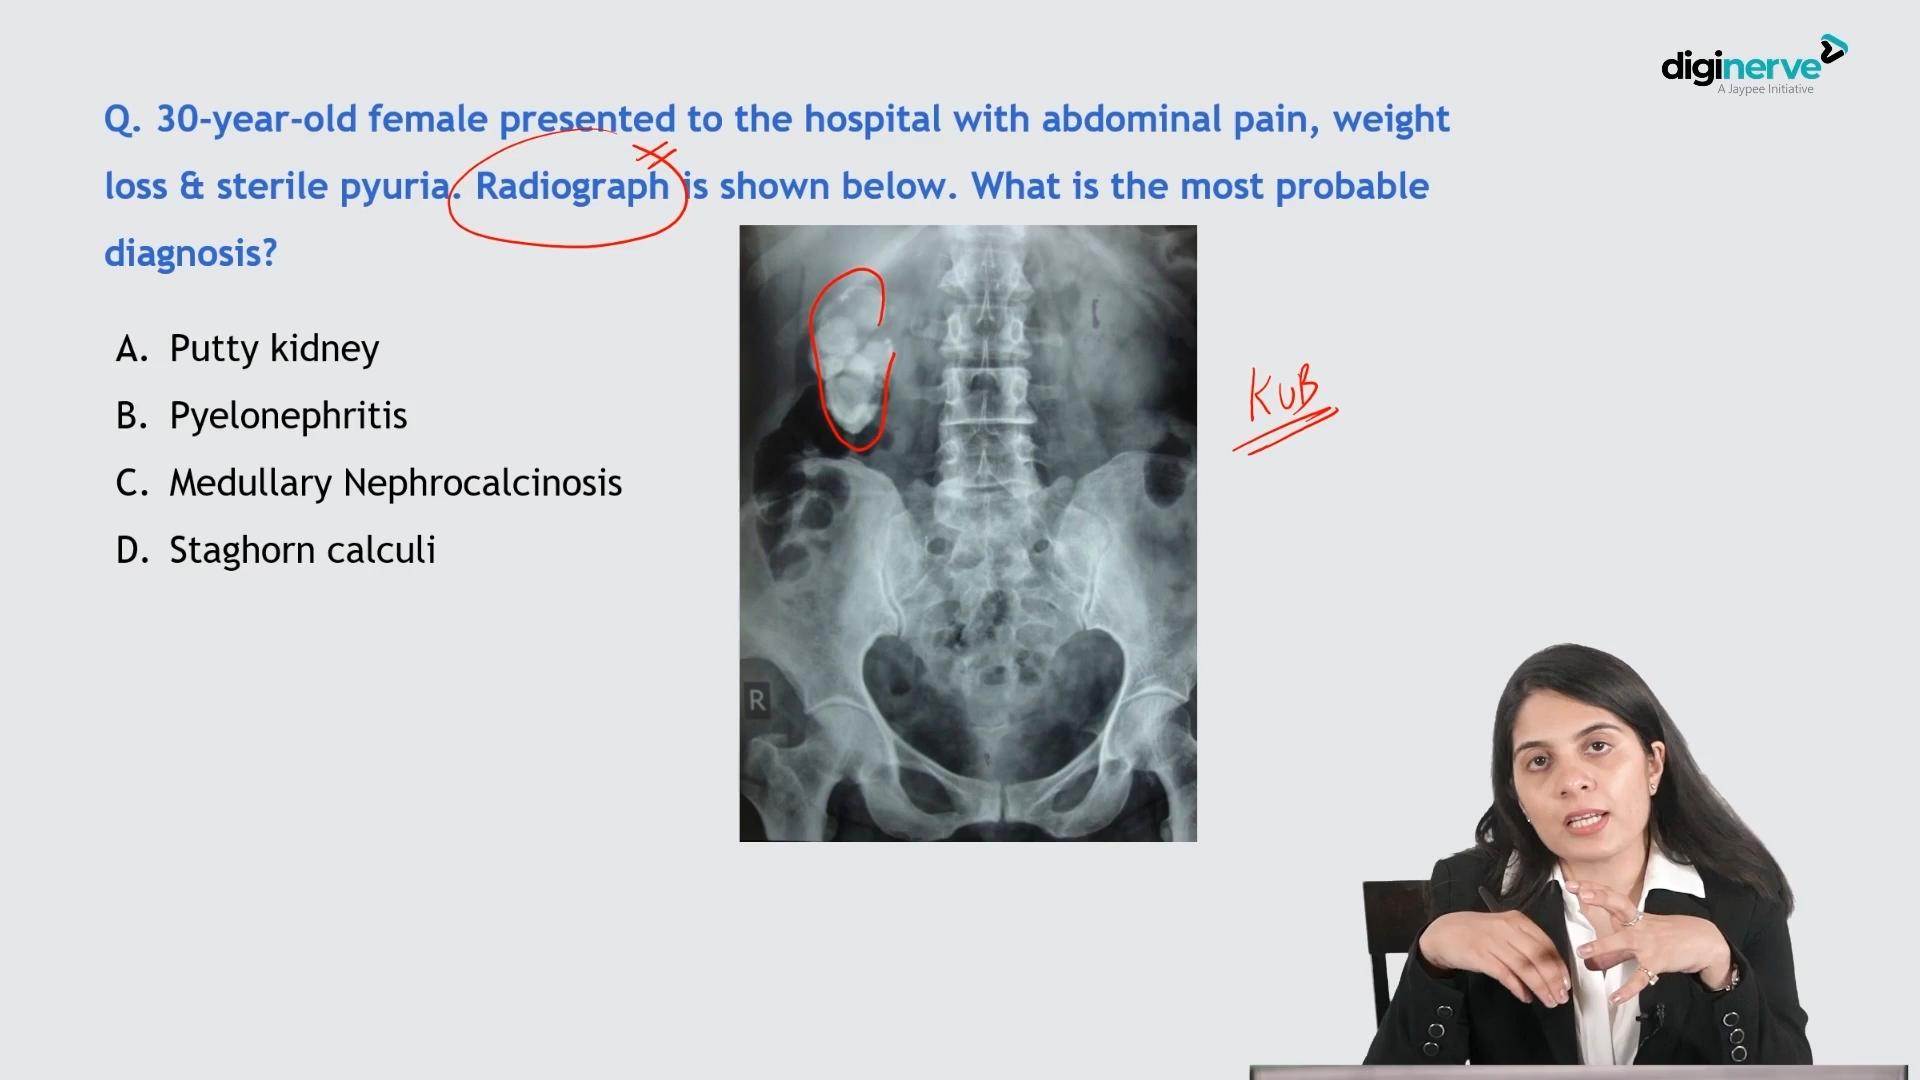 diginerve
A Jaypee Initiative
Q. 30-year-old female presented to the hospital with abdominal pain, weight
loss & sterile pyuria. Radiograph is shown below. What is the most probable
diagnosis?
A. Putty kidney
B. Pyelonephritis
C. Medullary Nephrocalcinosis
D. Staghorn calculi
KUB
R